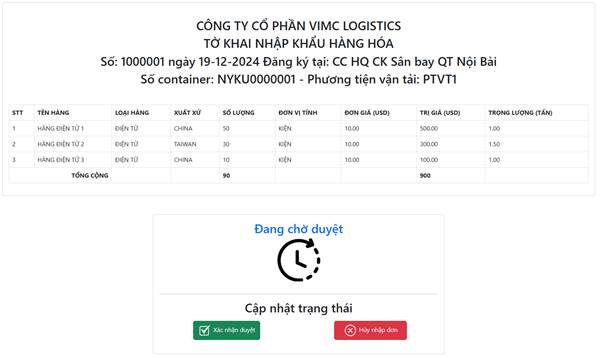 CÔNG TY CỔ PHẦN VIMC LOGISTICS
TỜ KHAI NHẬP KHẨU HÀNG HÓA
Số: 1000001 ngày 19-12-2024 Đăng ký tại: CC HQ CK Sân bay QT Nội Bài
Số container: NYKU0000001 - Phương tiện vận tải: PTVT1
STT TÊN HÀNG LOẠI HÀNG XUẤT XỨ SỐ LƯỢNG ĐƠN VỊ TÍNH ĐƠN GIÁ (USD) TRỊ GIÁ (USD) TRỌNG LƯỢNG (TẤN)
1 HÀNG ĐIỆN TỬ 1 ĐIỆN TỬ CHINA 50 KIỆN 10.00 500.00 1.00
2 HÀNG ĐIỆN TỬ 2 ĐIỆN TỬ TAIWAN 30 KIỆN 10.00 300.00 1.50
3 HÀNG ĐIỆN TỬ 3 ĐIỆN TỬ CHINA 10 KIỆN 10.00 100.00 1.00
TỔNG CỘNG 90 900
Đang chờ duyệt
Cập nhật trạng thái
Xác nhận duyệt Hủy nhập đơn